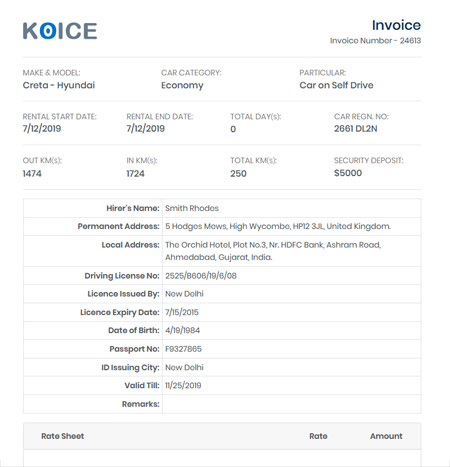 KOICE
Invoice
Invoice Number - 24613
MAKE & MODEL: CAR CATEGORY: PARTICULAR:
Creta - Hyundai Economy Car on Self Drive
RENTAL START DATE: RENTAL END DATE: TOTAL DAY(s): CAR REGN. NO:
7/12/2019 7/12/2019 0 2661 DL2N
OUT KM(s): IN KM(s): TOTAL KM(s): SECURITY DEPOSIT:
1474 1724 250 $5000
Hirer's Name: Smith Rhodes
Permanent Address: 5 Hodges Mews, High Wycombe, HP12 3JL, United Kingdom.
Local Address: The Orchid Hotel, Plot No.3, Nr. HDFC Bank, Ashram Road,
Ahmedabad, Gujarat, India.
Driving License No: 2525/B606/19/6/08
Licence Issued By: New Delhi
Licence Expiry Date: 7/15/2015
Date of Birth: 4/19/1984
Passport No: F9327865
ID Issuing City: New Delhi
Valid Till: 11/25/2019
Remarks:
Rate Sheet Rate Amount